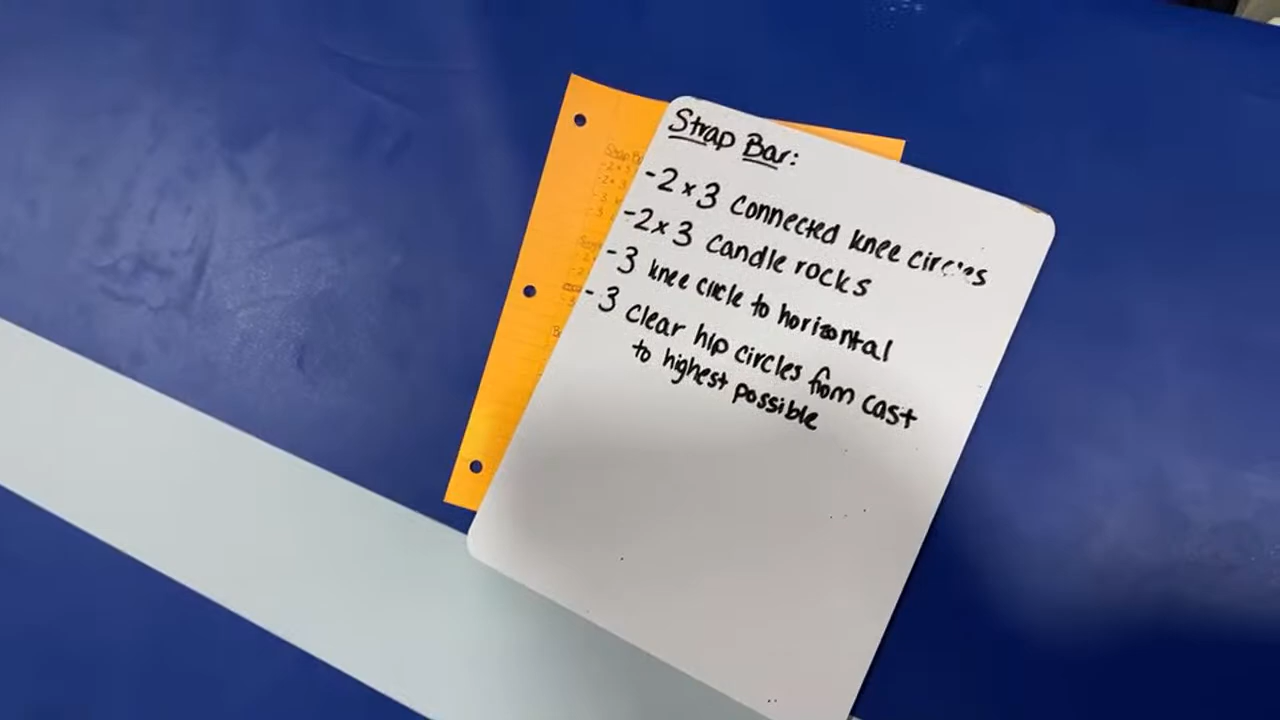 Strap Bar:
-2x3 connected knee circles
-2x3 candle rocks
-3 knee circle to horizontal
-3 clear hip circles from cast
to highest possible